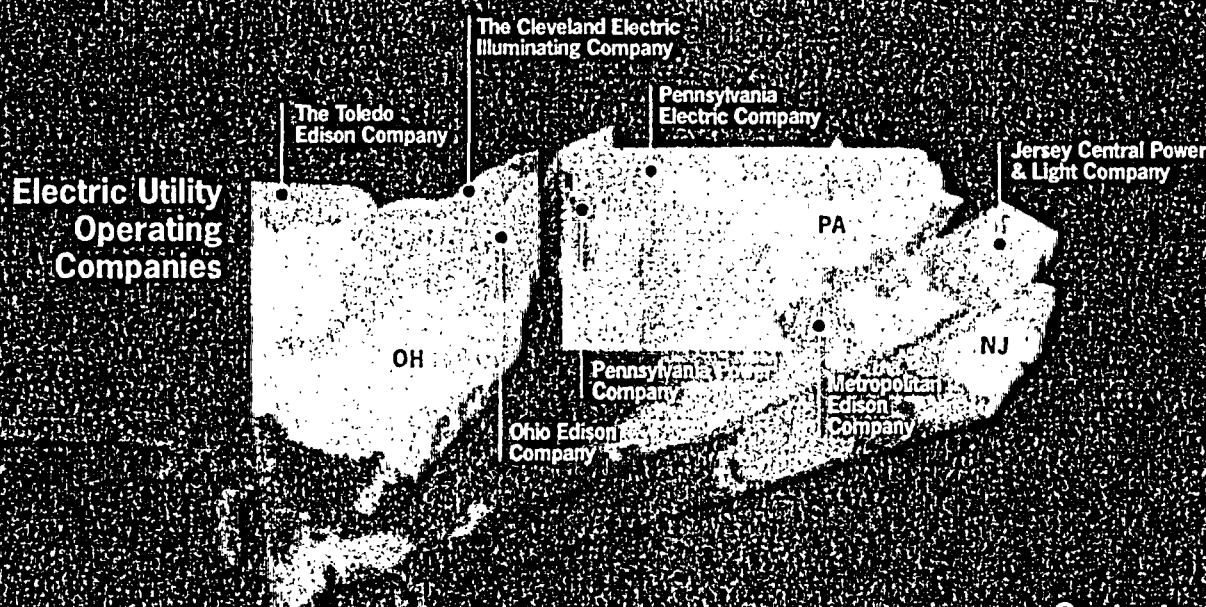 The Cleveland Electric
Illuminating Company
Pennsylvania
Electric Company
The Toledo
Edison Company
Jersey Central Power
& Light Company
Electric Utility
Operating
Companies
PA
OH
NJ
Pennsylvania Power
Company
Metropolitan
Edison
Company
Ohio Edison
Company